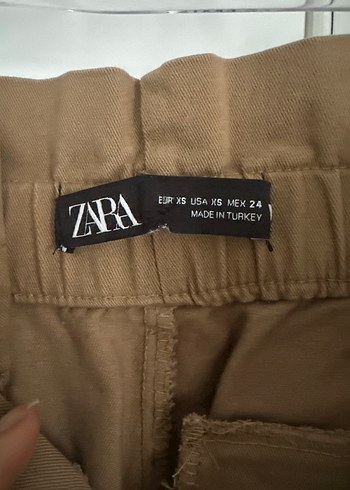 ZARA
EUR XS USA XS MEX 24
MADE IN TURKEY